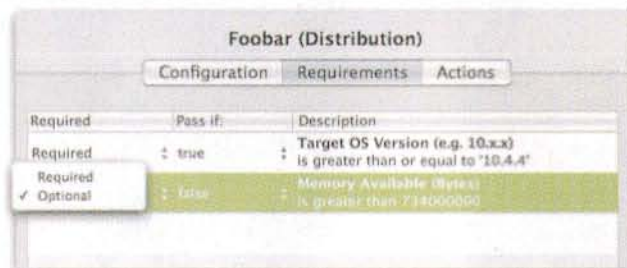 Foobar (Distribution)
Configuration Requirements Actions
Required Pass if: Description
Required true Target OS Version (e.g. 10.x.x)
is greater than or equal to '10.4.4'
Required
✓ Optional false Memory Available (Bytes)
is greater than 734000000